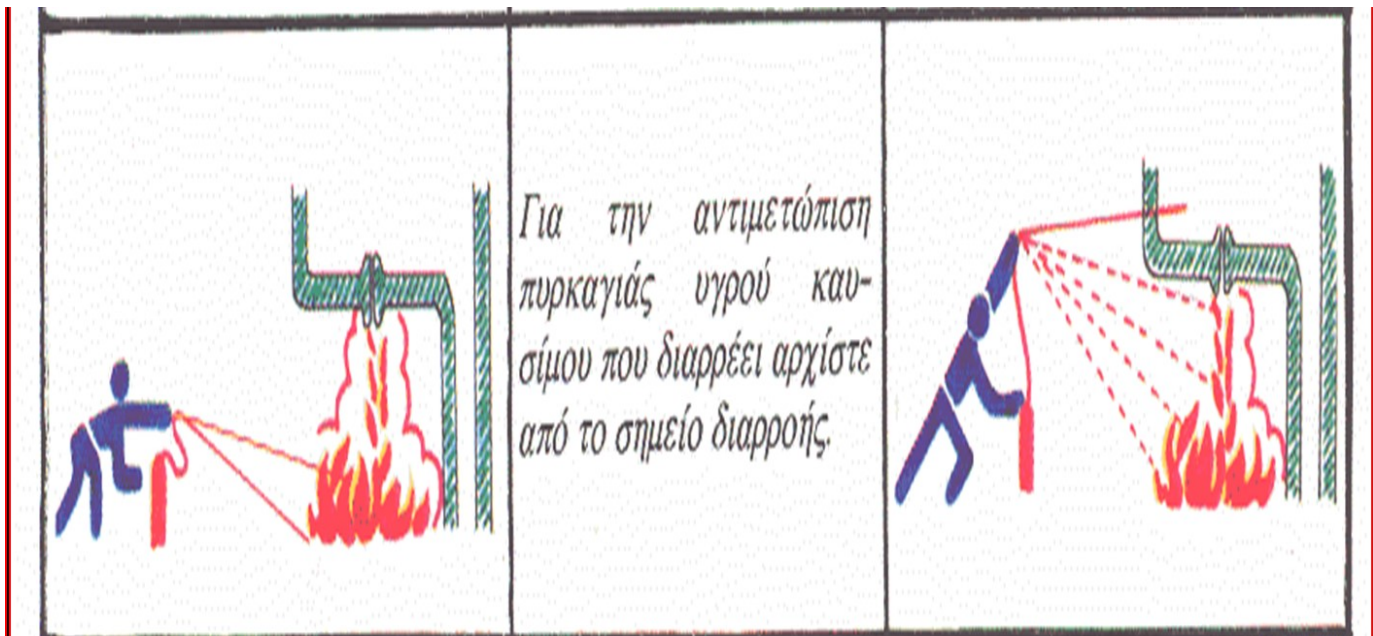 Για την αντιμετώπιση
πυρκαγιάς υγρού καυ-
σίμου που διαρρέει αρχίστε
από το σημείο διαρροής.